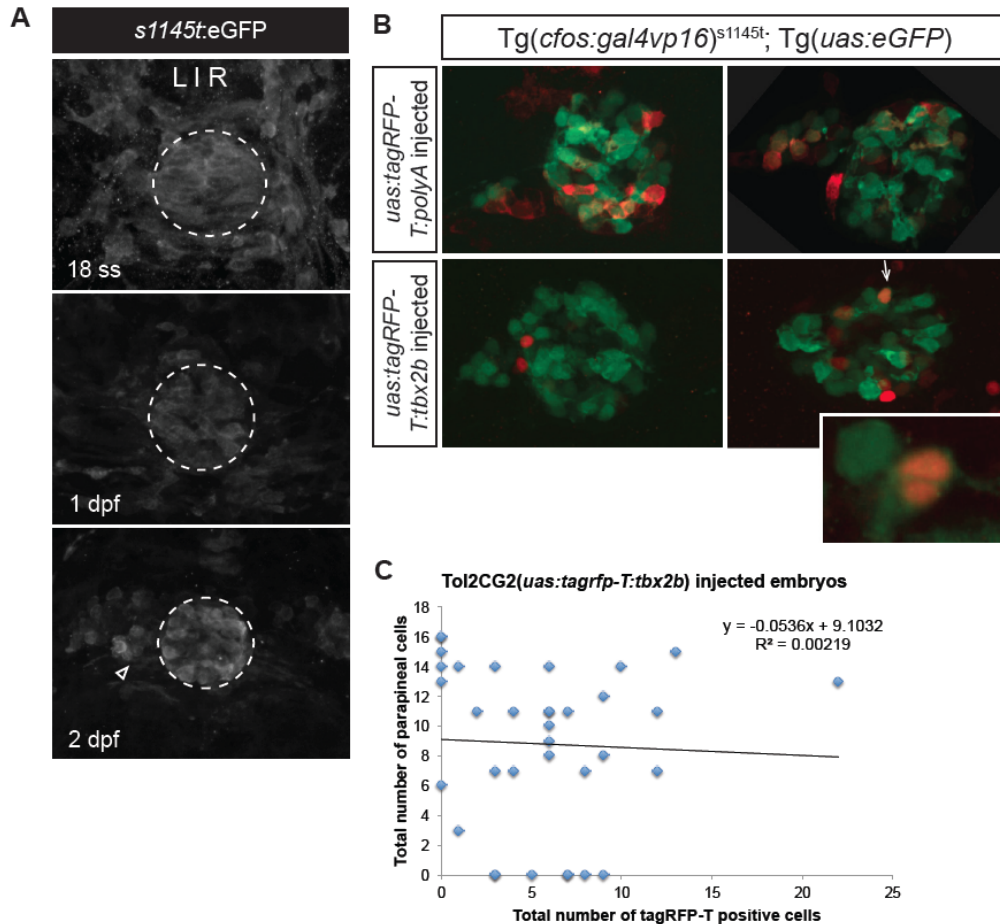 A
s1145t:eGFP
L I R
18 ss
1 dpf
2 dpf
B
Tg(cfos:gal4vp16)s1145t; Tg(uas:eGFP)
uas:tagRFP-
T:polyA injected
uas:tagRFP-
T:tbx2b injected
C
Tol2CG2(uas:tagrfp-T:tbx2b) injected embryos
y = -0.0536x + 9.1032
R² = 0.00219
Total number of parapineal cells
18
16
14
12
10
8
6
4
2
0
0 5 10 15 20 25
Total number of tagRFP-T positive cells